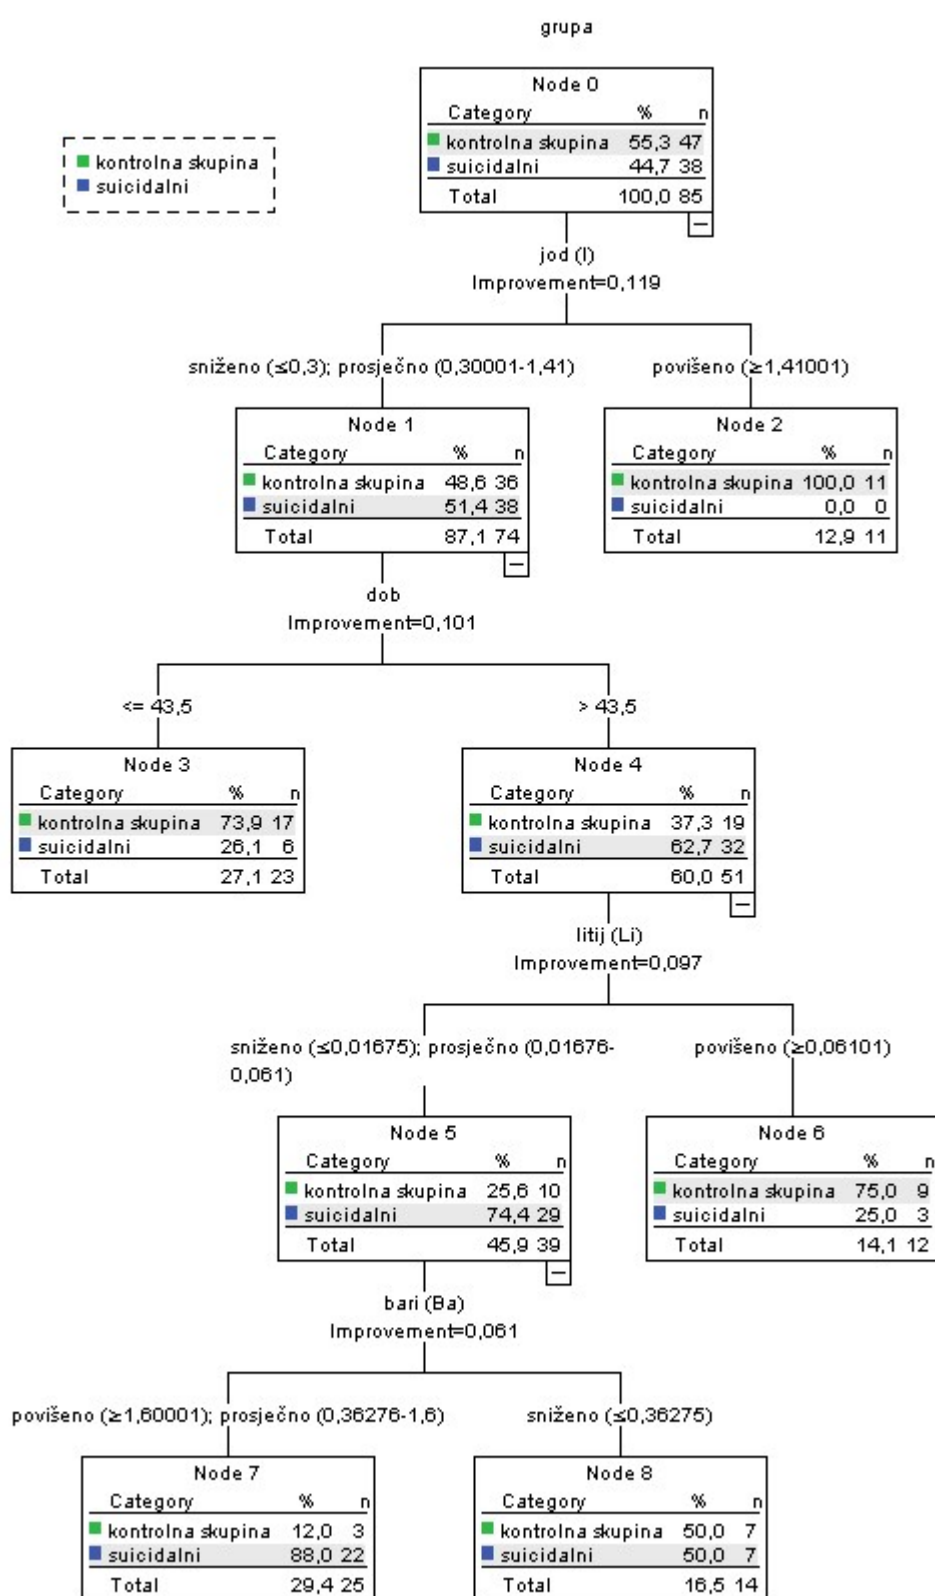 grupa
Node 0
Category % n
kontrolna skupina 55,3 47
suicidalni 44,7 38
Total 100,0 85
kontrolna skupina
suicidalni
jod (I)
Improvement=0,119
sniženo (≤0,3); prosječno (0,30001-1,41)
povišeno (≥1,41001)
Node 1
Category % n
kontrolna skupina 48,6 36
suicidalni 51,4 38
Total 87,1 74
Node 2
Category % n
kontrolna skupina 100,0 11
suicidalni 0,0 0
Total 12,9 11
dob
Improvement=0,101
<= 43,5
> 43,5
Node 3
Category % n
kontrolna skupina 73,9 17
suicidalni 26,1 6
Total 27,1 23
Node 4
Category % n
kontrolna skupina 37,3 19
suicidalni 62,7 32
Total 60,0 51
litij (Li)
Improvement=0,097
sniženo (≤0,01675); prosječno (0,01676-
0,061)
povišeno (≥0,06101)
Node 5
Category % n
kontrolna skupina 25,6 10
suicidalni 74,4 29
Total 45,9 39
Node 6
Category % n
kontrolna skupina 75,0 9
suicidalni 25,0 3
Total 14,1 12
bari (Ba)
Improvement=0,061
povišeno (≥1,60001); prosječno (0,36276-1,6)
sniženo (≤0,36275)
Node 7
Category % n
kontrolna skupina 12,0 3
suicidalni 88,0 22
Total 29,4 25
Node 8
Category % n
kontrolna skupina 50,0 7
suicidalni 50,0 7
Total 16,5 14